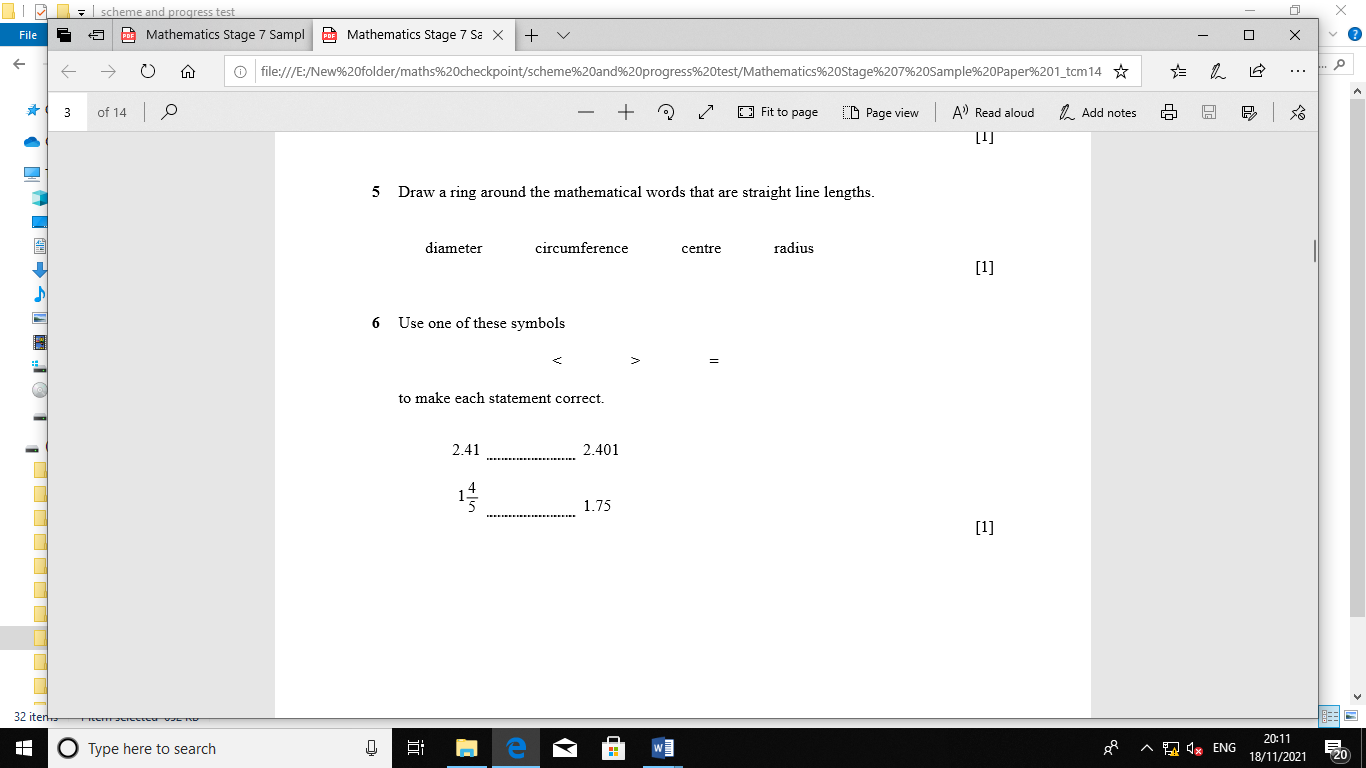 scheme and progress test
File
Mathematics Stage 7 Sampl
Mathematics Stage 7 Sa
file:///E:/New%20folder/maths%20checkpoint/scheme%20and%20progress%20test/Mathematics%20Stage%207%20Sample%20Paper%201_tcm14
3 of 14
Fit to page
Page view
Read aloud
Add notes
[1]
5 Draw a ring around the mathematical words that are straight line lengths.
diameter circumference centre radius
[1]
6 Use one of these symbols
< > =
to make each statement correct.
2.41 ........................ 2.401
1 4/5 ........................ 1.75
[1]
32 items
Type here to search
ENG
20:11
18/11/2021
20